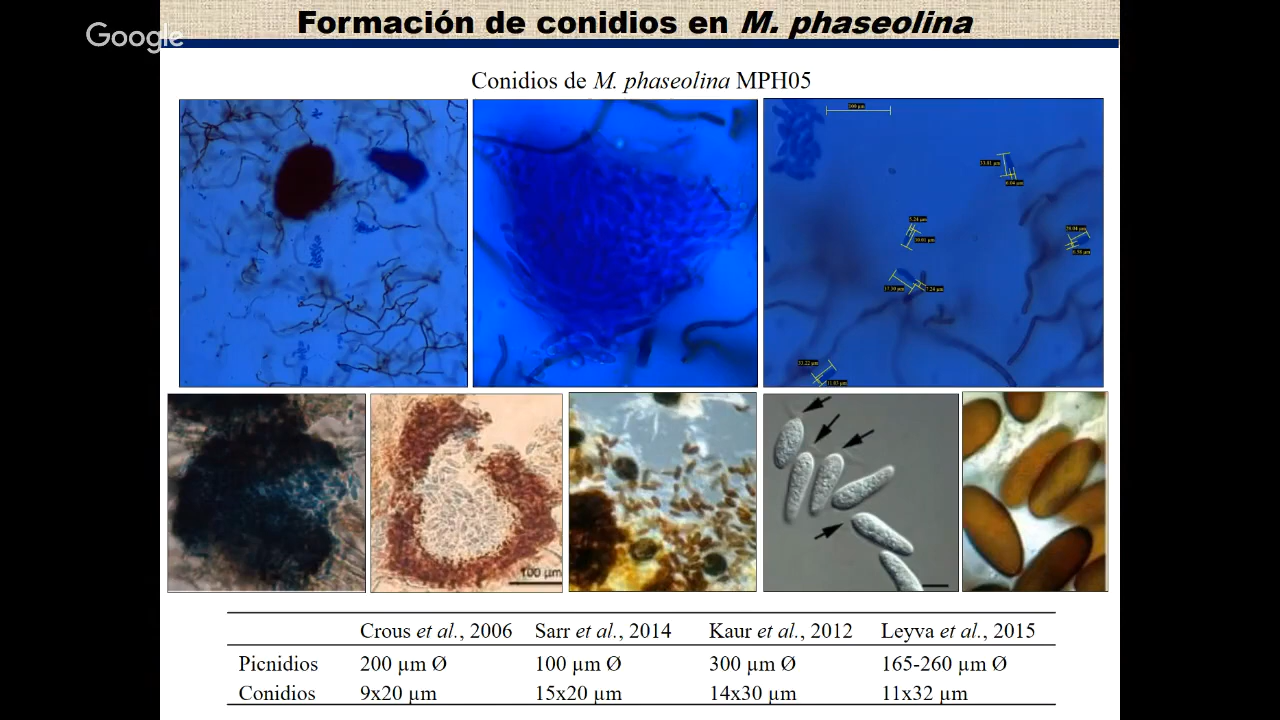 Formación de conidios en M. phaseolina
Google
Conidios de M. phaseolina MPH05
100 µm
Crous et al., 2006 Sarr et al., 2014 Kaur et al., 2012 Leyva et al., 2015
Picnidios 200 µm Ø 100 µm Ø 300 µm Ø 165-260 µm Ø
Conidios 9x20 µm 15x20 µm 14x30 µm 11x32 µm